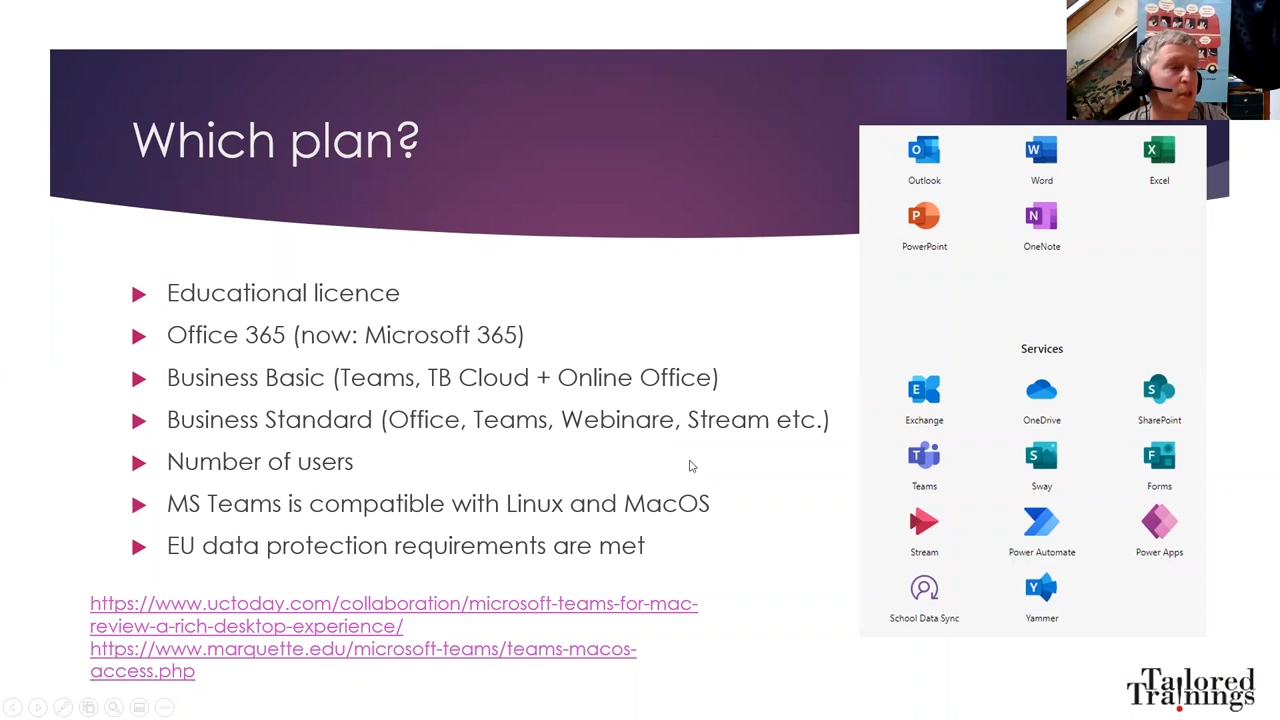 Which plan?
Educational licence
Office 365 (now: Microsoft 365)
Business Basic (Teams, TB Cloud + Online Office)
Business Standard (Office, Teams, Webinare, Stream etc.)
Number of users
MS Teams is compatible with Linux and MacOS
EU data protection requirements are met
https://www.uctoday.com/collaboration/microsoft-teams-for-mac-
review-a-rich-desktop-experience/
https://www.marquette.edu/microsoft-teams/teams-macos-
access.php
Outlook Word Excel
PowerPoint OneNote
Services
Exchange OneDrive SharePoint
Teams Sway Forms
Stream Power Automate Power Apps
School Data Sync Yammer
Tailored
Trainings